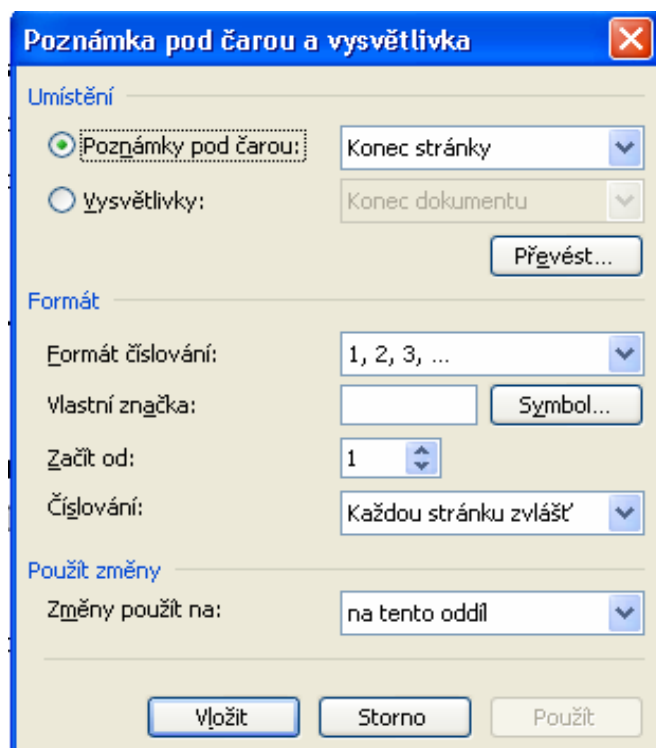 Poznámka pod čarou a vysvětlivka
Umístění
Poznámky pod čarou: Konec stránky
Vysvětlivky: Konec dokumentu
Převést...
Formát
Formát číslování: 1, 2, 3, ...
Vlastní značka: Symbol...
Začít od: 1
Číslování: Každou stránku zvlášť
Použít změny
Změny použít na: na tento oddíl
Vložit Storno Použít